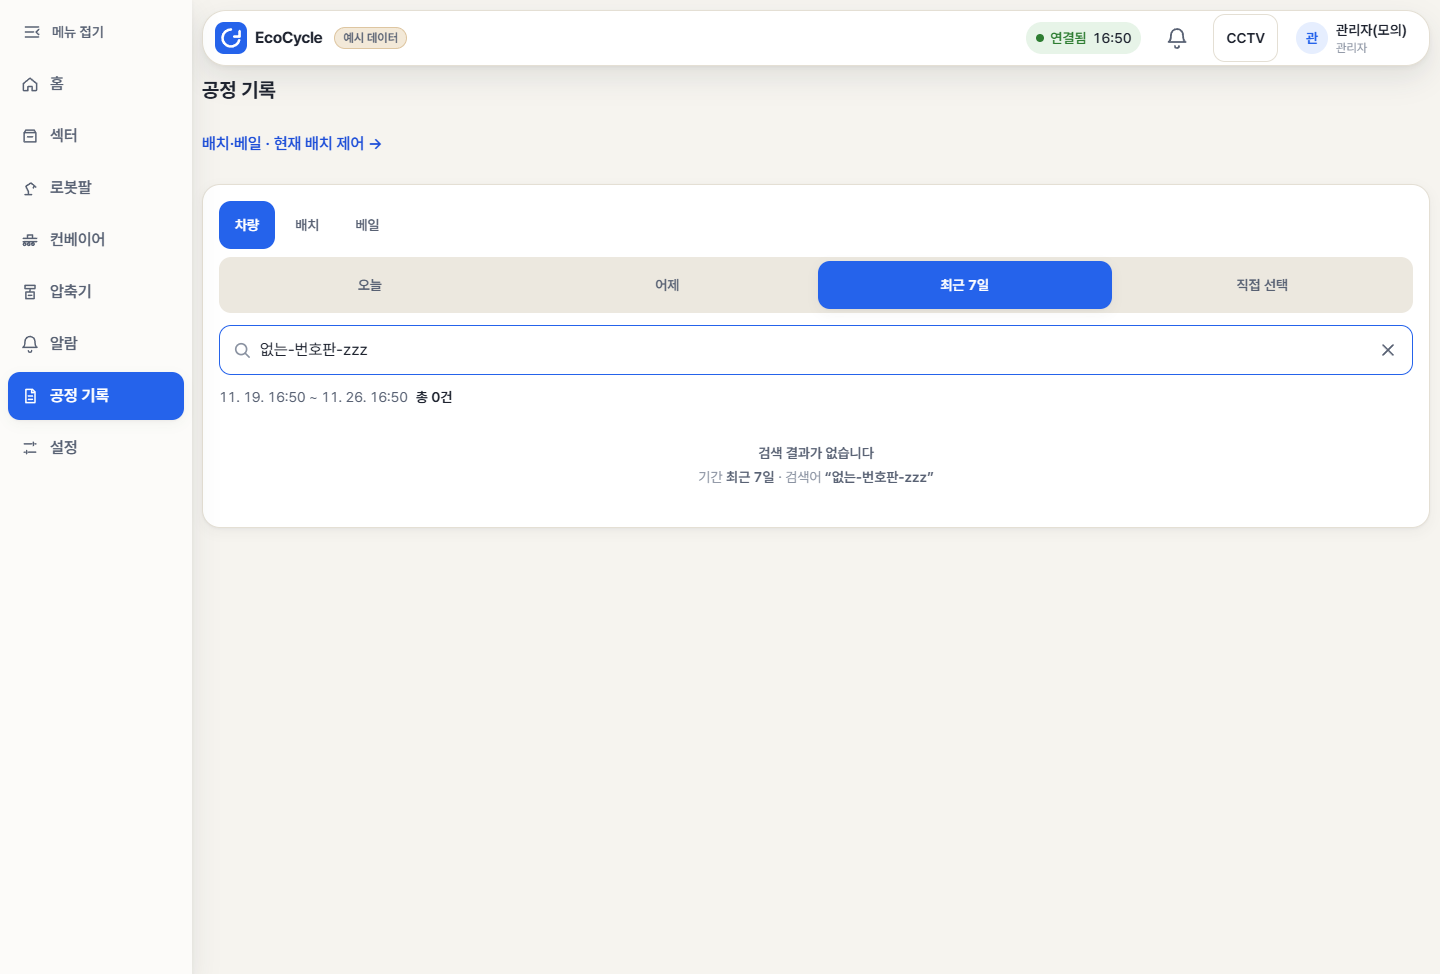 메뉴 접기
홈
섹터
로봇팔
컨베이어
압축기
알람
공정 기록
설정
EcoCycle
예시 데이터
연결됨 16:50
CCTV
관
관리자(모의)
관리자
공정 기록
배치·베일 · 현재 배치 제어 →
차량 배치 베일
오늘 어제 최근 7일 직접 선택
없는-번호판-zzz
11. 19. 16:50 ~ 11. 26. 16:50 총 0건
검색 결과가 없습니다
기간 최근 7일 · 검색어 “없는-번호판-zzz”